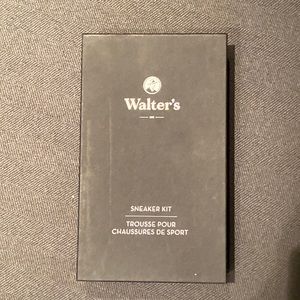 Walter's
SNEAKER KIT
TROUSSE POUR
CHAUSSURES DE SPORT